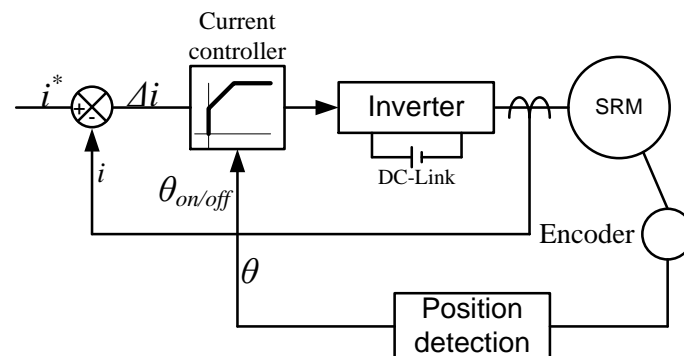 Current
controller
i*
+
-
Δi
Inverter
SRM
DC-Link
i
θon/off
Encoder
θ
Position
detection